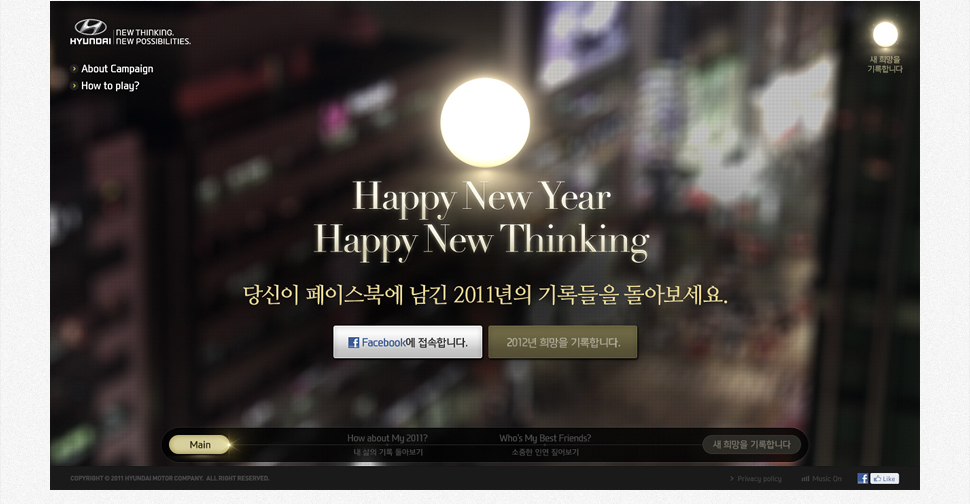 HYUNDAI
NEW THINKING.
NEW POSSIBILITIES.
About Campaign
How to play?
새 희망을
기록합니다
Happy New Year
Happy New Thinking
당신이 페이스북에 남긴 2011년의 기록들을 돌아보세요.
Facebook에 접속합니다.
2012년 희망을 기록합니다.
Main
How about My 2011?
내 삶의 기록 돌아보기
Who's My Best Friends?
소중한 인연 짚어보기
새 희망을 기록합니다
COPYRIGHT © 2011 HYUNDAI MOTOR COMPANY. ALL RIGHT RESERVED.
Privacy policy
Music On
Like